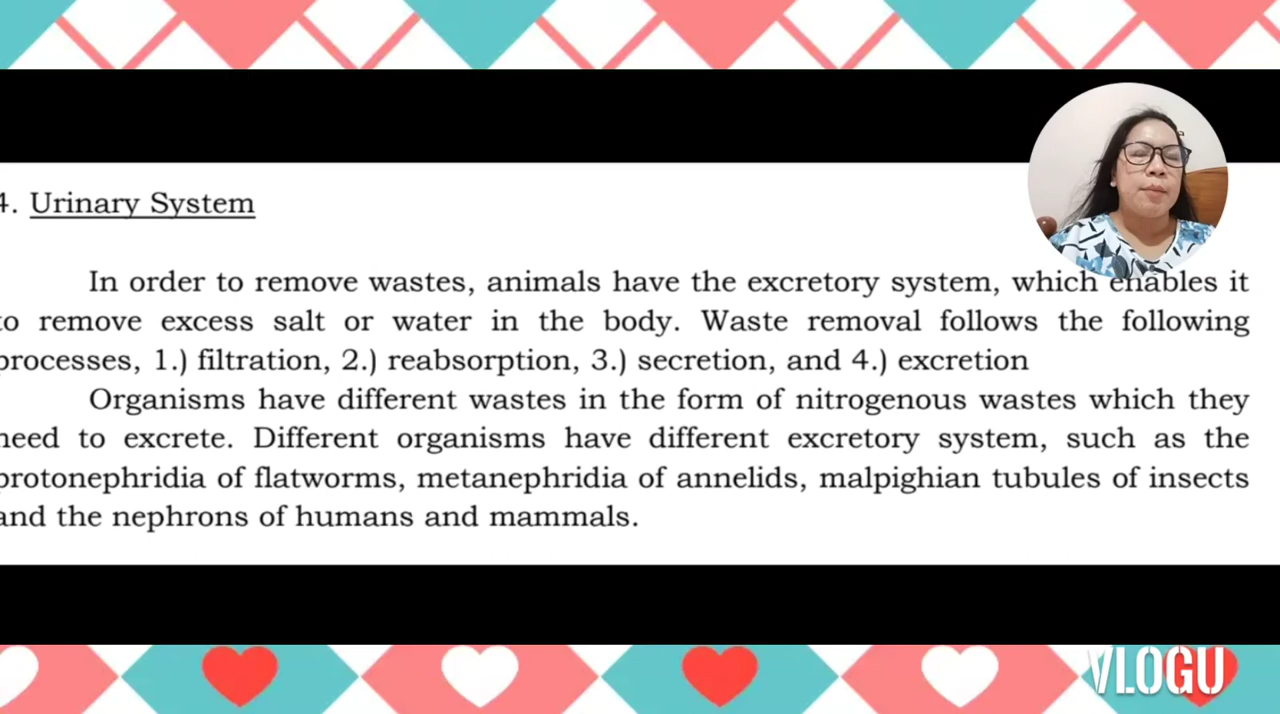 4. Urinary System
In order to remove wastes, animals have the excretory system, which enables it
to remove excess salt or water in the body. Waste removal follows the following
processes, 1.) filtration, 2.) reabsorption, 3.) secretion, and 4.) excretion
Organisms have different wastes in the form of nitrogenous wastes which they
need to excrete. Different organisms have different excretory system, such as the
protonephridia of flatworms, metanephridia of annelids, malpighian tubules of insects
and the nephrons of humans and mammals.
VLOGU